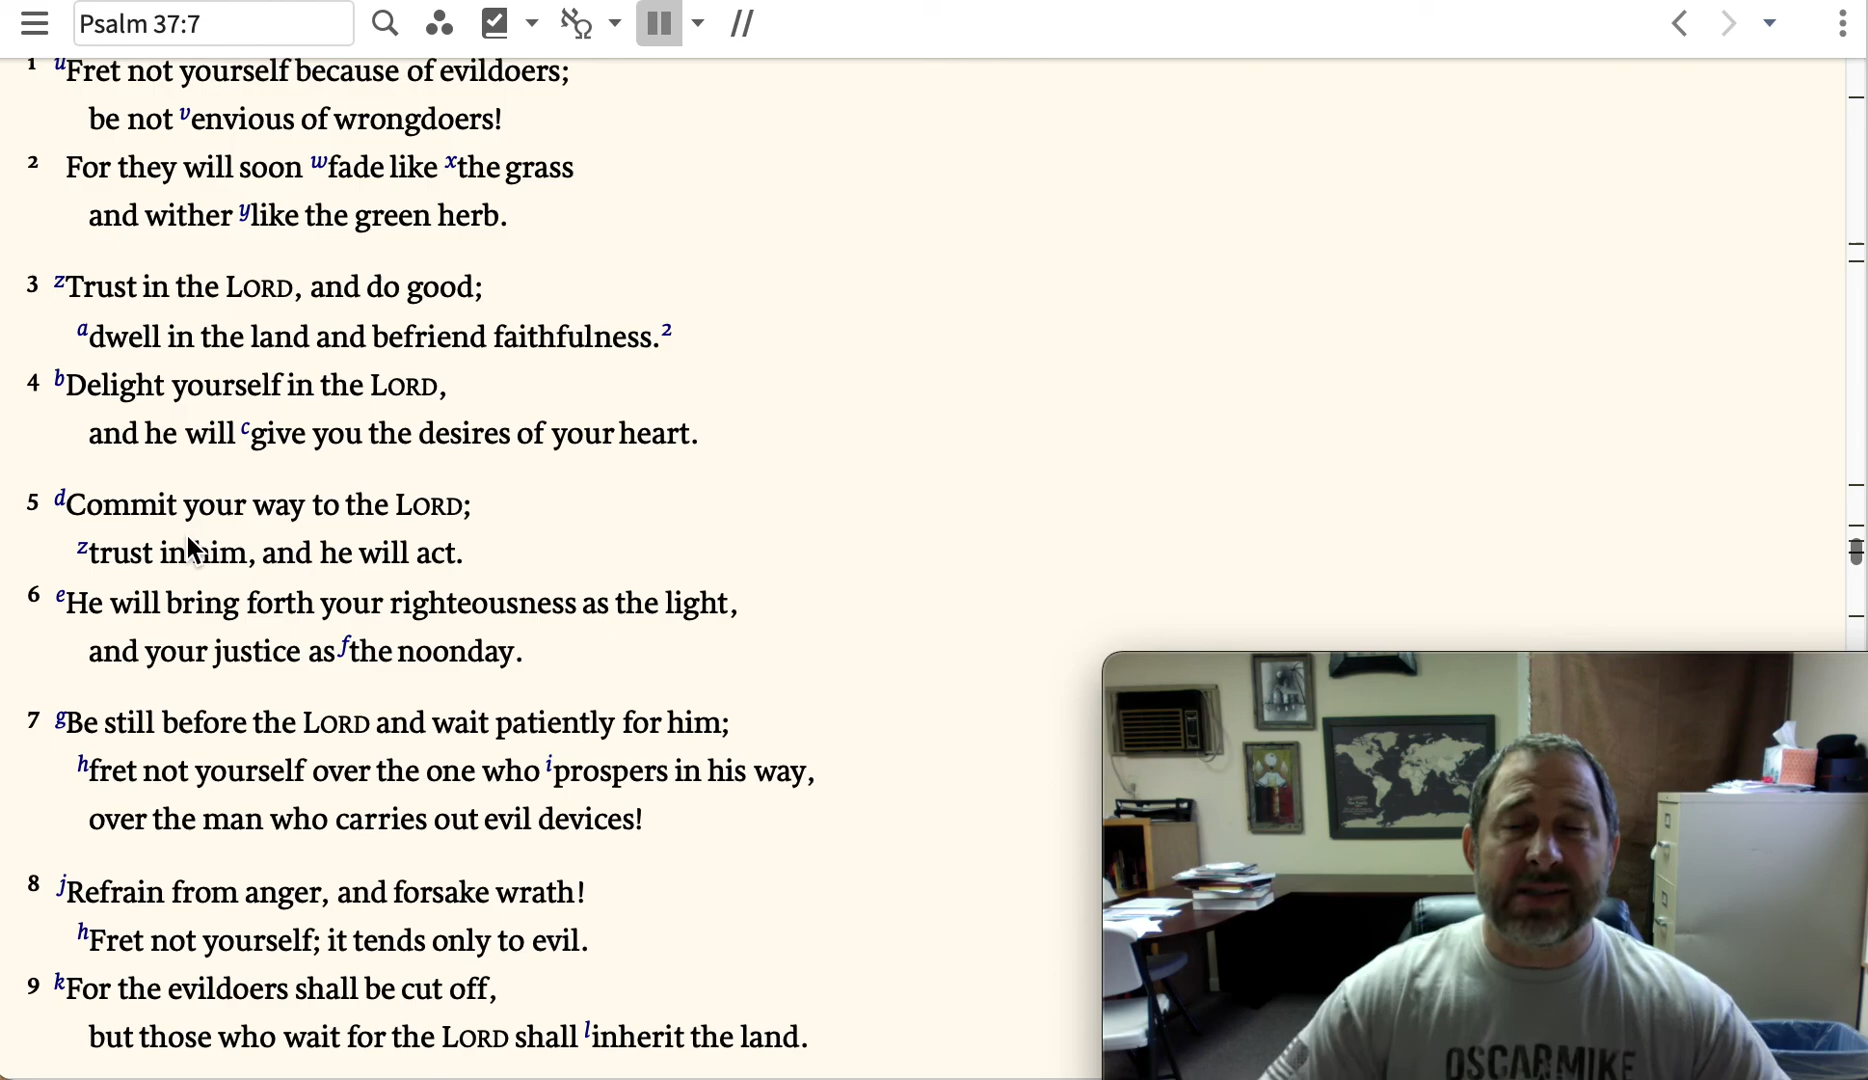 Psalm 37:7
1 uFret not yourself because of evildoers;
be not venvious of wrongdoers!
2 For they will soon wfade like xthe grass
and wither ylike the green herb.
3 zTrust in the LORD, and do good;
adwell in the land and befriend faithfulness.2
4 bDelight yourself in the LORD,
and he will cgive you the desires of your heart.
5 dCommit your way to the LORD;
ztrust in him, and he will act.
6 eHe will bring forth your righteousness as the light,
and your justice as fthe noonday.
7 gBe still before the LORD and wait patiently for him;
hfret not yourself over the one who iprospers in his way,
over the man who carries out evil devices!
8 jRefrain from anger, and forsake wrath!
hFret not yourself; it tends only to evil.
9 kFor the evildoers shall be cut off,
but those who wait for the LORD shall linherit the land.
OSCARMIKE